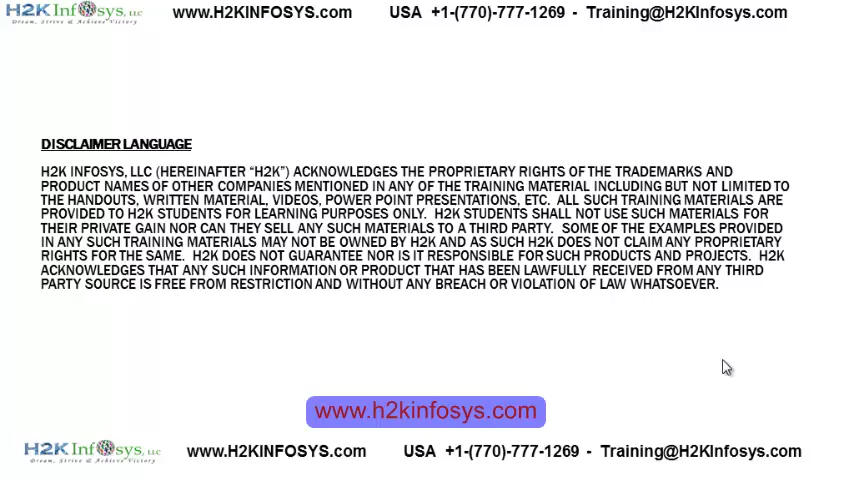 H2K Infosys, LLC
Dream, Strive & Achieve Victory
www.H2KINFOSYS.com USA +1-(770)-777-1269 - Training@H2KInfosys.com
DISCLAIMER LANGUAGE
H2K INFOSYS, LLC (HEREINAFTER “H2K”) ACKNOWLEDGES THE PROPRIETARY RIGHTS OF THE TRADEMARKS AND
PRODUCT NAMES OF OTHER COMPANIES MENTIONED IN ANY OF THE TRAINING MATERIAL INCLUDING BUT NOT LIMITED TO
THE HANDOUTS, WRITTEN MATERIAL, VIDEOS, POWER POINT PRESENTATIONS, ETC. ALL SUCH TRAINING MATERIALS ARE
PROVIDED TO H2K STUDENTS FOR LEARNING PURPOSES ONLY. H2K STUDENTS SHALL NOT USE SUCH MATERIALS FOR
THEIR PRIVATE GAIN NOR CAN THEY SELL ANY SUCH MATERIALS TO A THIRD PARTY. SOME OF THE EXAMPLES PROVIDED
IN ANY SUCH TRAINING MATERIALS MAY NOT BE OWNED BY H2K AND AS SUCH H2K DOES NOT CLAIM ANY PROPRIETARY
RIGHTS FOR THE SAME. H2K DOES NOT GUARANTEE NOR IS IT RESPONSIBLE FOR SUCH PRODUCTS AND PROJECTS. H2K
ACKNOWLEDGES THAT ANY SUCH INFORMATION OR PRODUCT THAT HAS BEEN LAWFULLY RECEIVED FROM ANY THIRD
PARTY SOURCE IS FREE FROM RESTRICTION AND WITHOUT ANY BREACH OR VIOLATION OF LAW WHATSOEVER.
www.h2kinfosys.com
H2K Infosys, LLC
Dream, Strive & Achieve Victory
www.H2KINFOSYS.com USA +1-(770)-777-1269 - Training@H2KInfosys.com